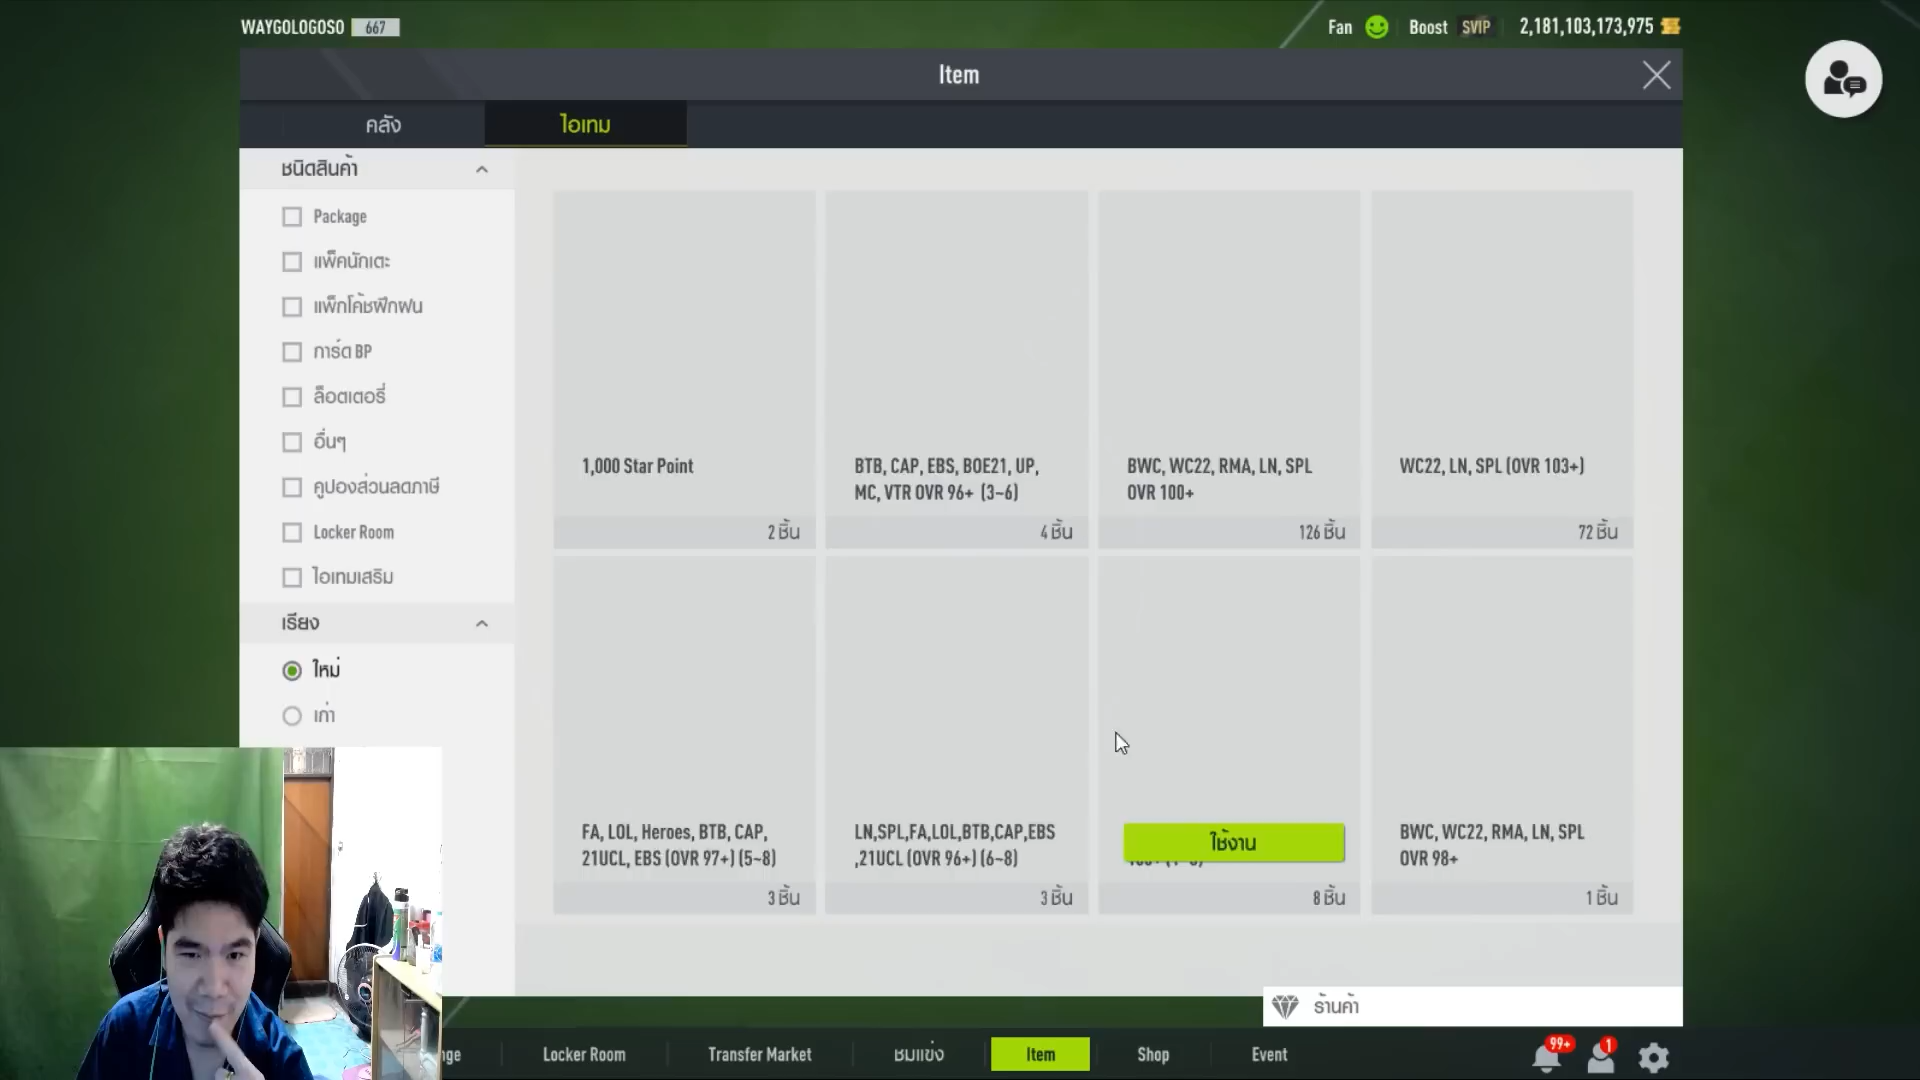 WAYGOLOGOSO 667
Fan Boost SVIP 2,181,103,173,975
Item
คลัง ไอเทม
ชนิดสินค้า
Package
แพ็คนักเตะ
แพ็กโค้ชฝึกฝน
การ์ด BP
ล็อตเตอรี่
อื่นๆ
คูปองส่วนลดภาษี
Locker Room
ไอเทมเสริม
เรียง
ใหม่
เก่า
1,000 Star Point
2 ชิ้น
BTB, CAP, EBS, BOE21, UP,
MC, VTR OVR 96+ (3~6)
4 ชิ้น
BWC, WC22, RMA, LN, SPL
OVR 100+
126 ชิ้น
WC22, LN, SPL (OVR 103+)
72 ชิ้น
FA, LOL, Heroes, BTB, CAP,
21UCL, EBS (OVR 97+) (5~8)
3 ชิ้น
LN,SPL,FA,LOL,BTB,CAP,EBS
,21UCL (OVR 96+) (6~8)
3 ชิ้น
ใช้งาน
8 ชิ้น
BWC, WC22, RMA, LN, SPL
OVR 98+
1 ชิ้น
ร้านค้า
nge Locker Room Transfer Market ชมแข่ง Item Shop Event 99+ 1